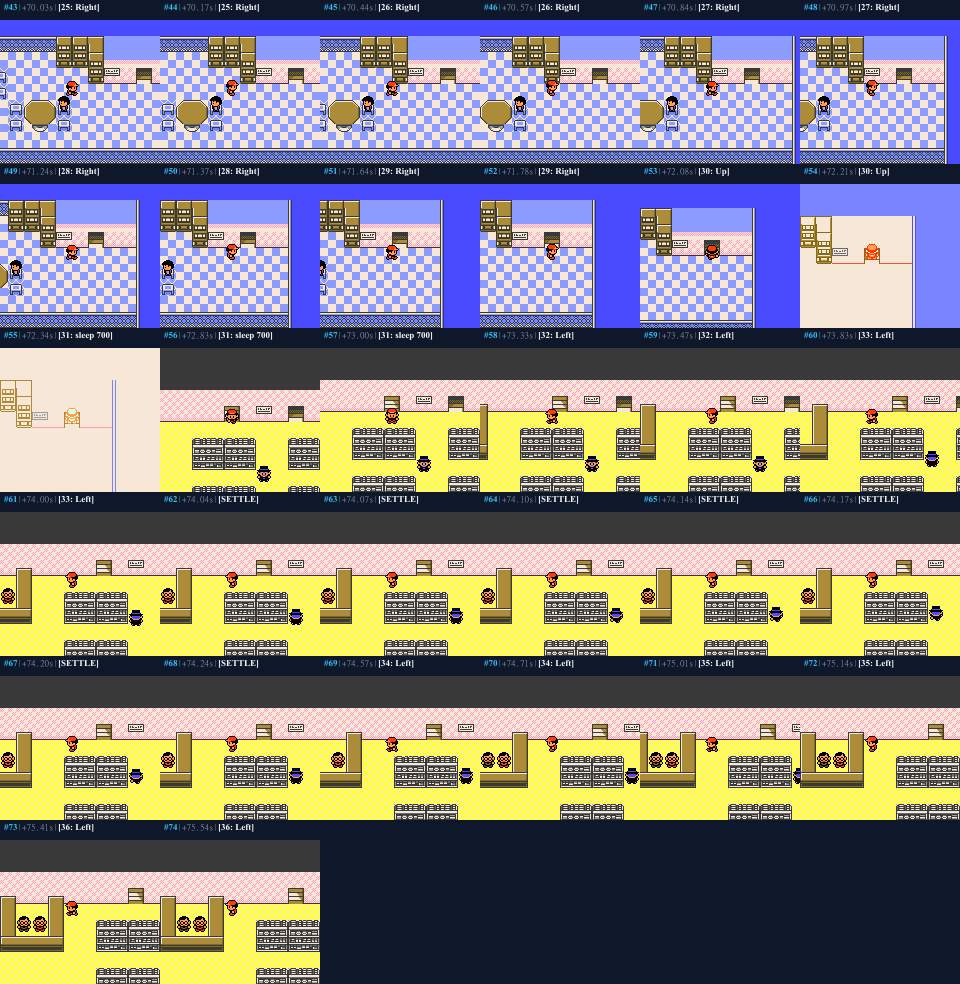 #43|+70.03s| [25: Right] #44|+70.17s| [25: Right] #45|+70.44s| [26: Right] #46|+70.57s| [26: Right] #47|+70.84s| [27: Right] #48|+70.97s| [27: Right]
#49|+71.24s| [28: Right] #50|+71.37s| [28: Right] #51|+71.64s| [29: Right] #52|+71.78s| [29: Right] #53|+72.08s| [30: Up] #54|+72.21s| [30: Up]
#55|+72.34s| [31: sleep 700] #56|+72.83s| [31: sleep 700] #57|+73.00s| [31: sleep 700] #58|+73.33s| [32: Left] #59|+73.47s| [32: Left] #60|+73.83s| [33: Left]
#61|+74.00s| [33: Left] #62|+74.04s| [SETTLE] #63|+74.07s| [SETTLE] #64|+74.10s| [SETTLE] #65|+74.14s| [SETTLE] #66|+74.17s| [SETTLE]
#67|+74.20s| [SETTLE] #68|+74.24s| [SETTLE] #69|+74.57s| [34: Left] #70|+74.71s| [34: Left] #71|+75.01s| [35: Left] #72|+75.14s| [35: Left]
#73|+75.41s| [36: Left] #74|+75.54s| [36: Left]